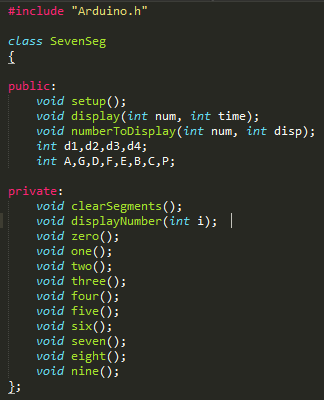 #include "Arduino.h"
class SevenSeg
{
public:
void setup();
void display(int num, int time);
void numberToDisplay(int num, int disp);
int d1,d2,d3,d4;
int A,G,D,F,E,B,C,P;
private:
void clearSegments();
void displayNumber(int i);
void zero();
void one();
void two();
void three();
void four();
void five();
void six();
void seven();
void eight();
void nine();
};